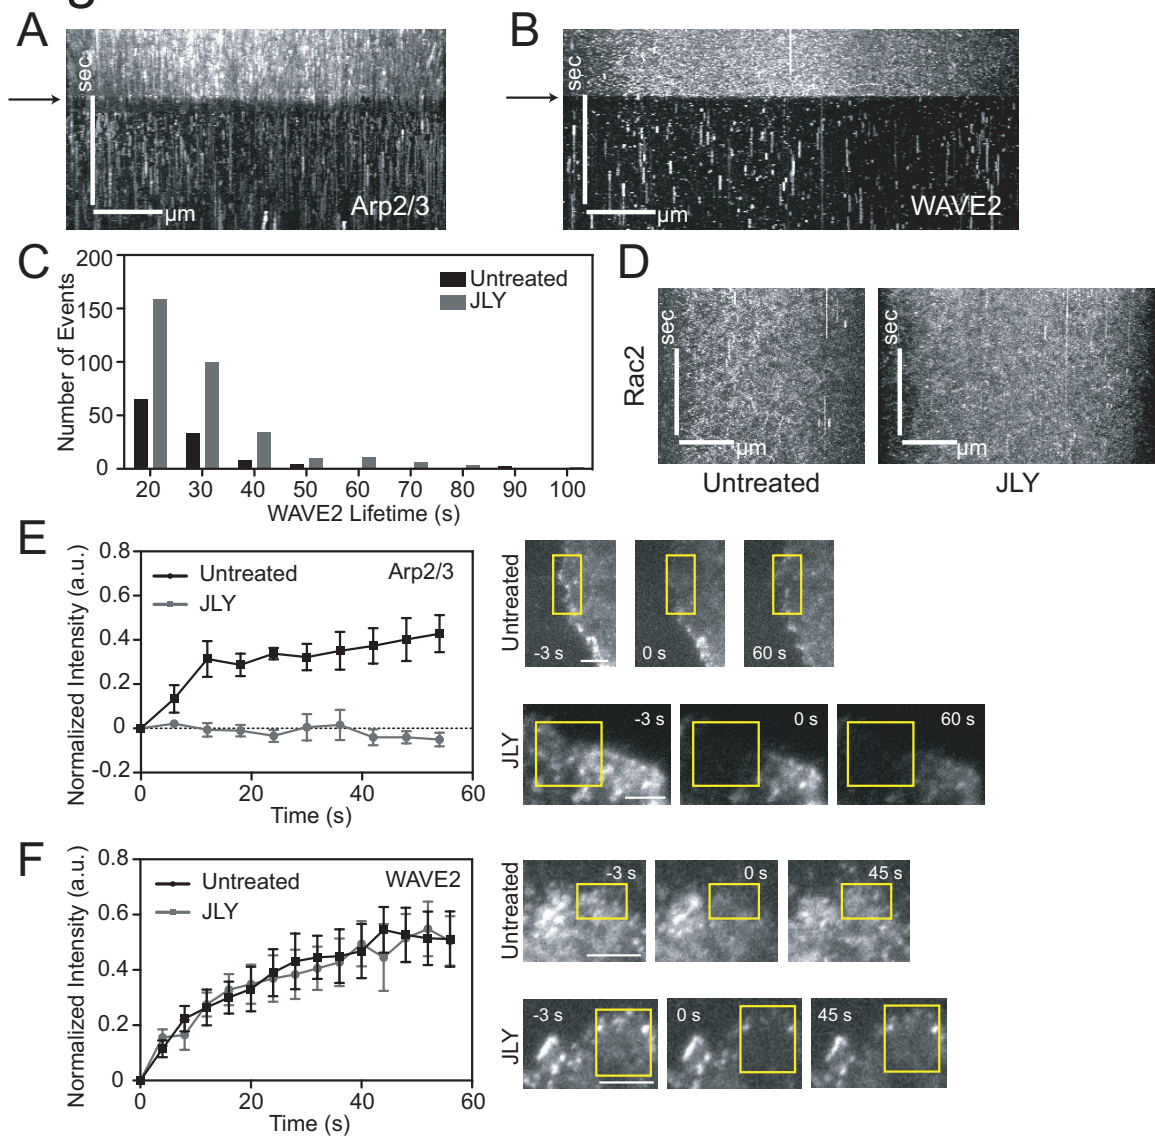 A
sec
µm
Arp2/3
B
sec
µm
WAVE2
C
Number of Events
200
150
100
50
0
Untreated
JLY
20 30 40 50 60 70 80 90 100
WAVE2 Lifetime (s)
D
Rac2
sec
µm
Untreated
sec
µm
JLY
E
Normalized Intensity (a.u.)
0.8
0.6
0.4
0.2
0
-0.2
Untreated
JLY
Arp2/3
0 20 40 60
Time (s)
Untreated
-3 s
0 s
60 s
JLY
-3 s
0 s
60 s
F
Normalized Intensity (a.u.)
0.8
0.6
0.4
0.2
0
Untreated
JLY
WAVE2
0 20 40 60
Time (s)
Untreated
-3 s
0 s
45 s
JLY
-3 s
0 s
45 s